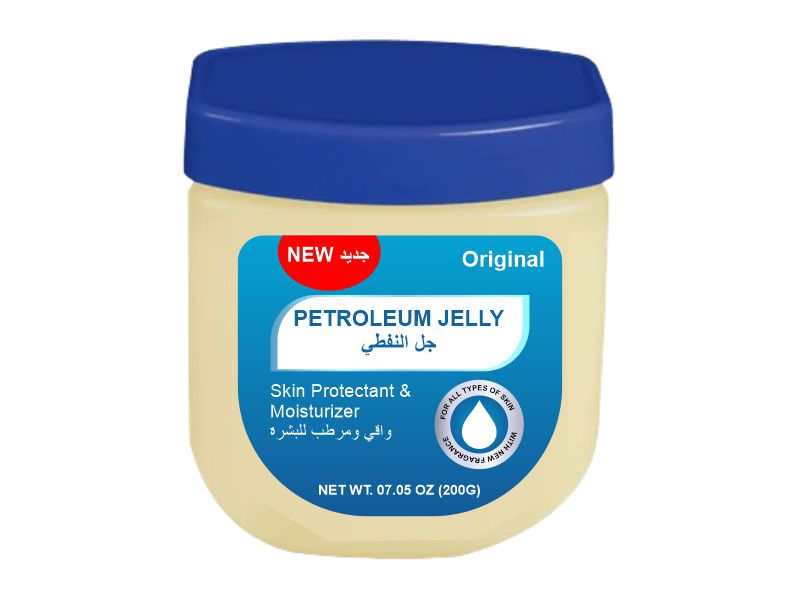 NEW جديد
Original
PETROLEUM JELLY
جل النفطي
Skin Protectant &
Moisturizer
واقي ومرطب للبشره
FOR ALL TYPES OF SKIN
WITH NEW FRAGRANCE
NET WT. 07.05 OZ (200G)